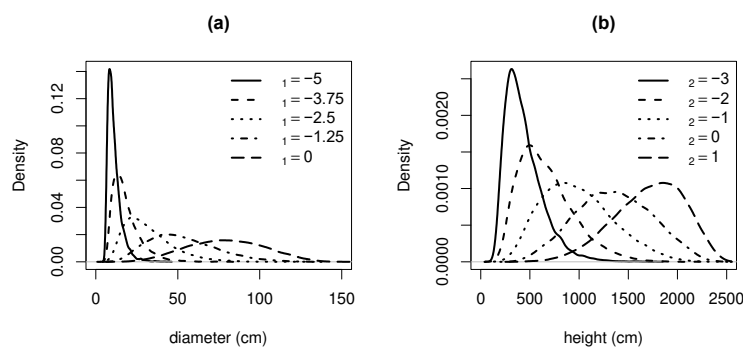 (a)
Density
0.00
0.04
0.08
0.12
1 = −5
1 = −3.75
1 = −2.5
1 = −1.25
1 = 0
0
50
100
150
diameter (cm)
(b)
Density
0.0000
0.0010
0.0020
2 = −3
2 = −2
2 = −1
2 = 0
2 = 1
0
500
1000
1500
2000
2500
height (cm)